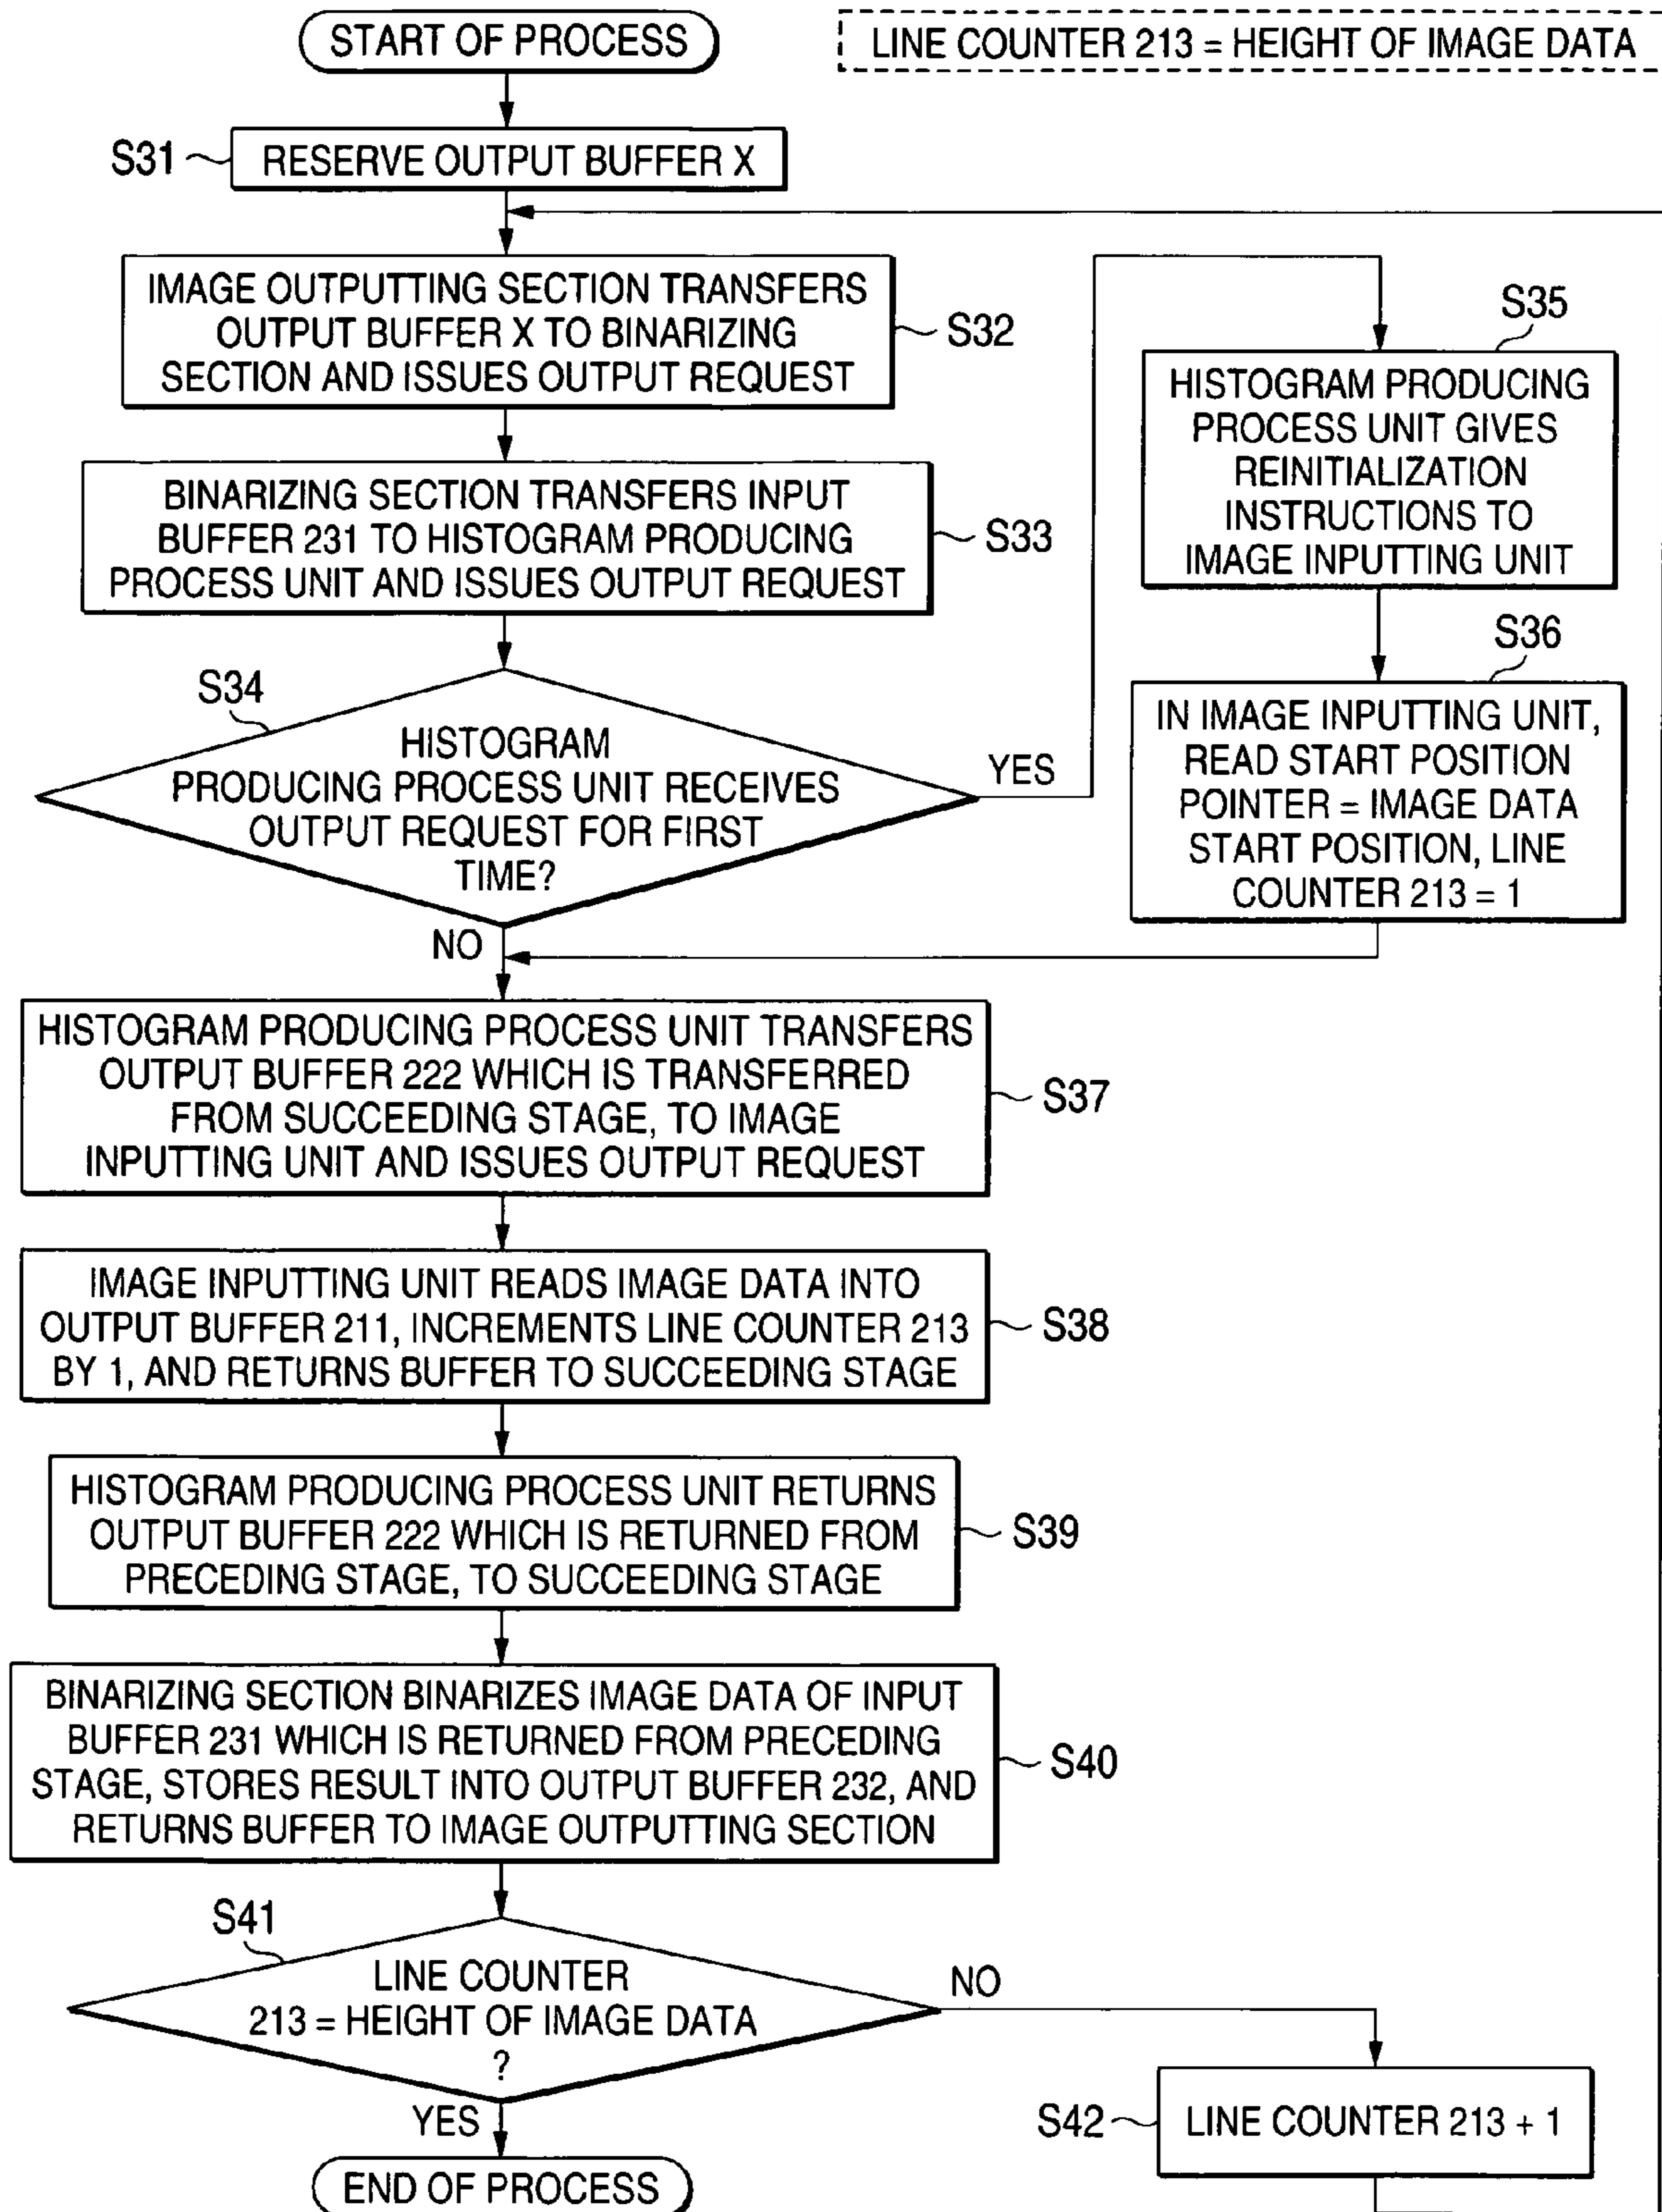 START OF PROCESS
LINE COUNTER 213 = HEIGHT OF IMAGE DATA
S31
RESERVE OUTPUT BUFFER X
IMAGE OUTPUTTING SECTION TRANSFERS
OUTPUT BUFFER X TO BINARIZING
SECTION AND ISSUES OUTPUT REQUEST
S32
BINARIZING SECTION TRANSFERS INPUT
BUFFER 231 TO HISTOGRAM PRODUCING
PROCESS UNIT AND ISSUES OUTPUT REQUEST
S33
S34
HISTOGRAM
PRODUCING PROCESS UNIT RECEIVES
OUTPUT REQUEST FOR FIRST
TIME?
YES
NO
S35
HISTOGRAM PRODUCING
PROCESS UNIT GIVES
REINITIALIZATION
INSTRUCTIONS TO
IMAGE INPUTTING UNIT
S36
IN IMAGE INPUTTING UNIT,
READ START POSITION
POINTER = IMAGE DATA
START POSITION, LINE
COUNTER 213 = 1
HISTOGRAM PRODUCING PROCESS UNIT TRANSFERS
OUTPUT BUFFER 222 WHICH IS TRANSFERRED
FROM SUCCEEDING STAGE, TO IMAGE
INPUTTING UNIT AND ISSUES OUTPUT REQUEST
S37
IMAGE INPUTTING UNIT READS IMAGE DATA INTO
OUTPUT BUFFER 211, INCREMENTS LINE COUNTER 213
BY 1, AND RETURNS BUFFER TO SUCCEEDING STAGE
S38
HISTOGRAM PRODUCING PROCESS UNIT RETURNS
OUTPUT BUFFER 222 WHICH IS RETURNED FROM
PRECEDING STAGE, TO SUCCEEDING STAGE
S39
BINARIZING SECTION BINARIZES IMAGE DATA OF INPUT
BUFFER 231 WHICH IS RETURNED FROM PRECEDING
STAGE, STORES RESULT INTO OUTPUT BUFFER 232, AND
RETURNS BUFFER TO IMAGE OUTPUTTING SECTION
S40
S41
LINE COUNTER
213 = HEIGHT OF IMAGE DATA
?
NO
YES
S42
LINE COUNTER 213 + 1
END OF PROCESS